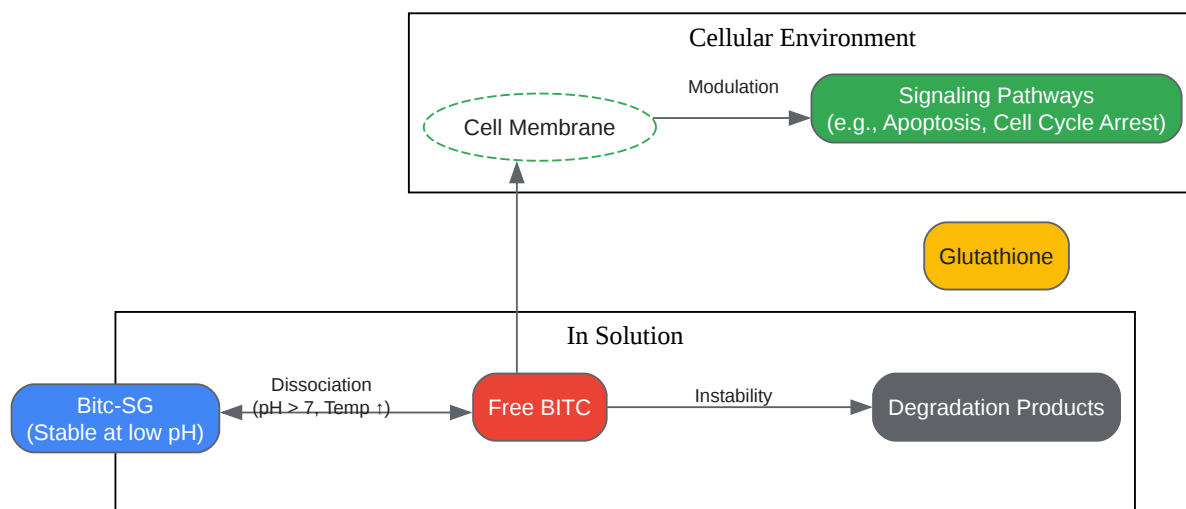 Cellular Environment
Modulation
Cell Membrane
Signaling Pathways
(e.g., Apoptosis, Cell Cycle Arrest)
Glutathione
In Solution
Bitc-SG
(Stable at low pH)
Dissociation
(pH > 7, Temp ↑)
Free BITC
Instability
Degradation Products